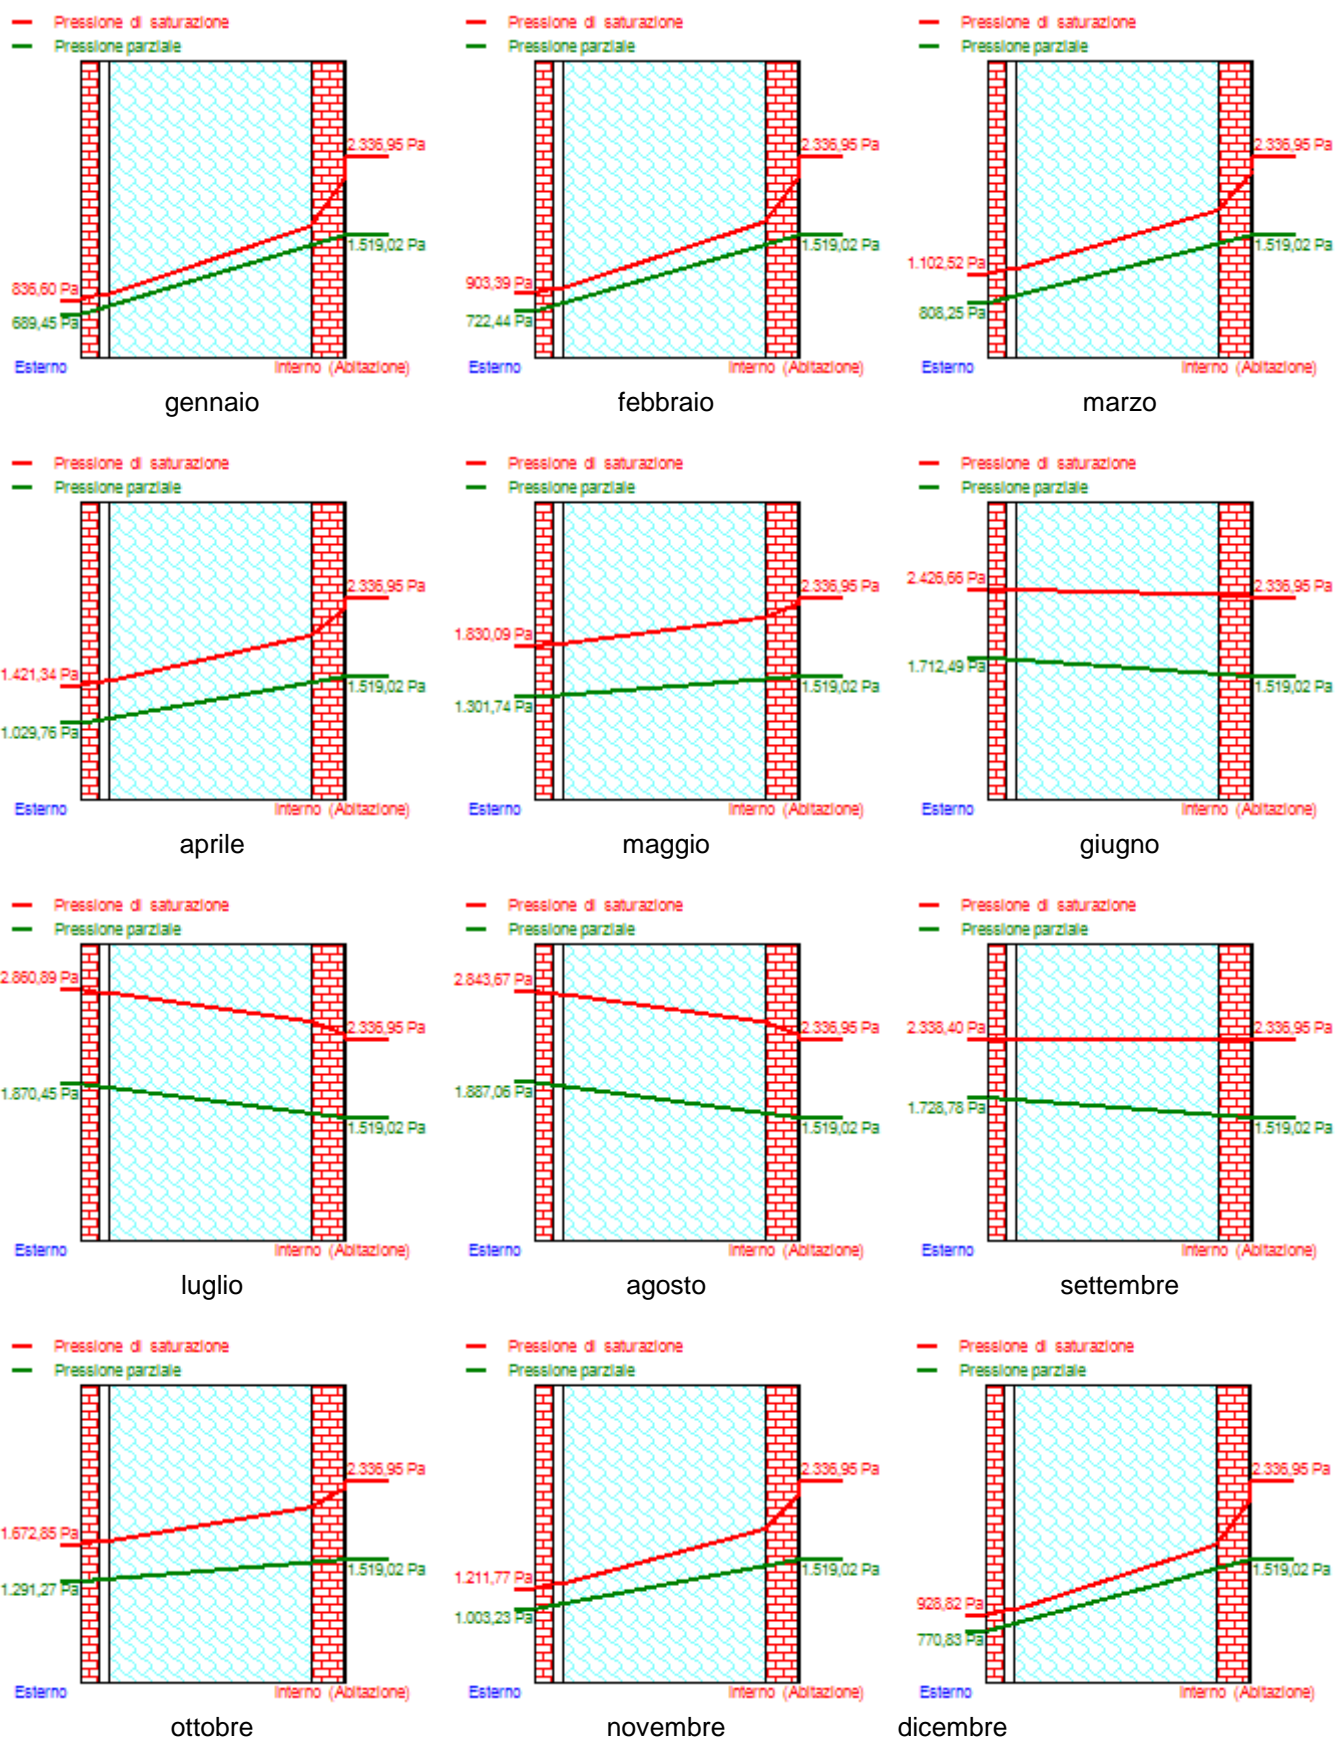 Pressione di saturazione
Pressione parziale
2.336,95 Pa
1.519,02 Pa
836,60 Pa
689,45 Pa
Esterno
Interno (Abitazione)
gennaio
Pressione di saturazione
Pressione parziale
2.336,95 Pa
1.519,02 Pa
903,39 Pa
722,44 Pa
Esterno
Interno (Abitazione)
febbraio
Pressione di saturazione
Pressione parziale
2.336,95 Pa
1.519,02 Pa
1.102,52 Pa
808,25 Pa
Esterno
Interno (Abitazione)
marzo
Pressione di saturazione
Pressione parziale
2.336,95 Pa
1.421,34 Pa
1.519,02 Pa
1.029,76 Pa
Esterno
Interno (Abitazione)
aprile
Pressione di saturazione
Pressione parziale
2.336,95 Pa
1.830,09 Pa
1.519,02 Pa
1.301,74 Pa
Esterno
Interno (Abitazione)
maggio
Pressione di saturazione
Pressione parziale
2.426,66 Pa
2.336,95 Pa
1.712,49 Pa
1.519,02 Pa
Esterno
Interno (Abitazione)
giugno
Pressione di saturazione
Pressione parziale
2.860,89 Pa
2.336,95 Pa
1.870,45 Pa
1.519,02 Pa
Esterno
Interno (Abitazione)
luglio
Pressione di saturazione
Pressione parziale
2.843,67 Pa
2.336,95 Pa
1.887,06 Pa
1.519,02 Pa
Esterno
Interno (Abitazione)
agosto
Pressione di saturazione
Pressione parziale
2.338,40 Pa
2.336,95 Pa
1.728,78 Pa
1.519,02 Pa
Esterno
Interno (Abitazione)
settembre
Pressione di saturazione
Pressione parziale
2.336,95 Pa
1.672,85 Pa
1.519,02 Pa
1.291,27 Pa
Esterno
Interno (Abitazione)
ottobre
Pressione di saturazione
Pressione parziale
2.336,95 Pa
1.211,77 Pa
1.519,02 Pa
1.003,23 Pa
Esterno
Interno (Abitazione)
novembre
Pressione di saturazione
Pressione parziale
2.336,95 Pa
1.519,02 Pa
928,82 Pa
770,83 Pa
Esterno
Interno (Abitazione)
dicembre